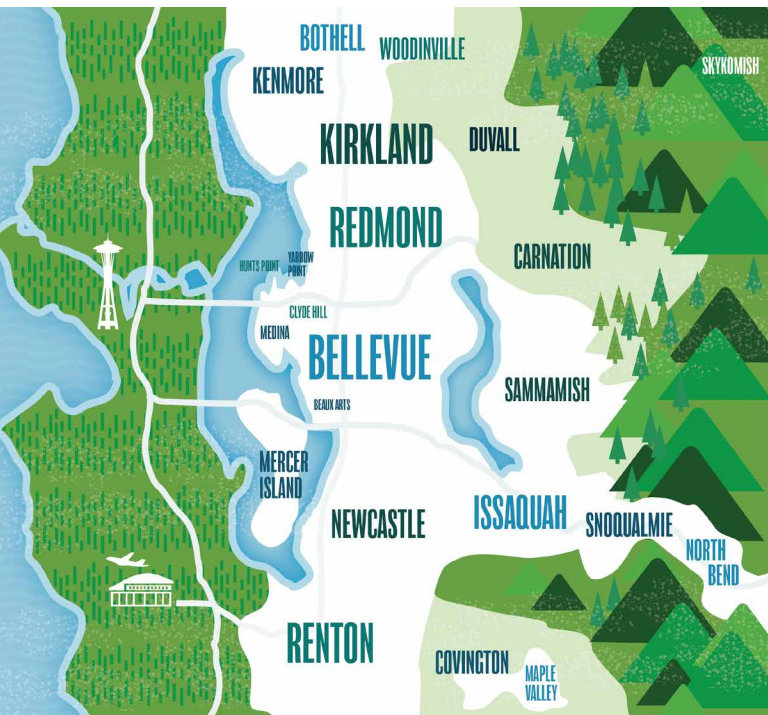 BOTHELL
WOODINVILLE
SKYKOMISH
KENMORE
KIRKLAND
DUVALL
REDMOND
CARNATION
HUNTS POINT
YARROW
POINT
CLYDE HILL
MEDINA
BELLEVUE
SAMMAMISH
BEAUX ARTS
MERCER
ISLAND
NEWCASTLE
ISSAQUAH
SNOQUALMIE
NORTH
BEND
RENTON
COVINGTON
MAPLE
VALLEY